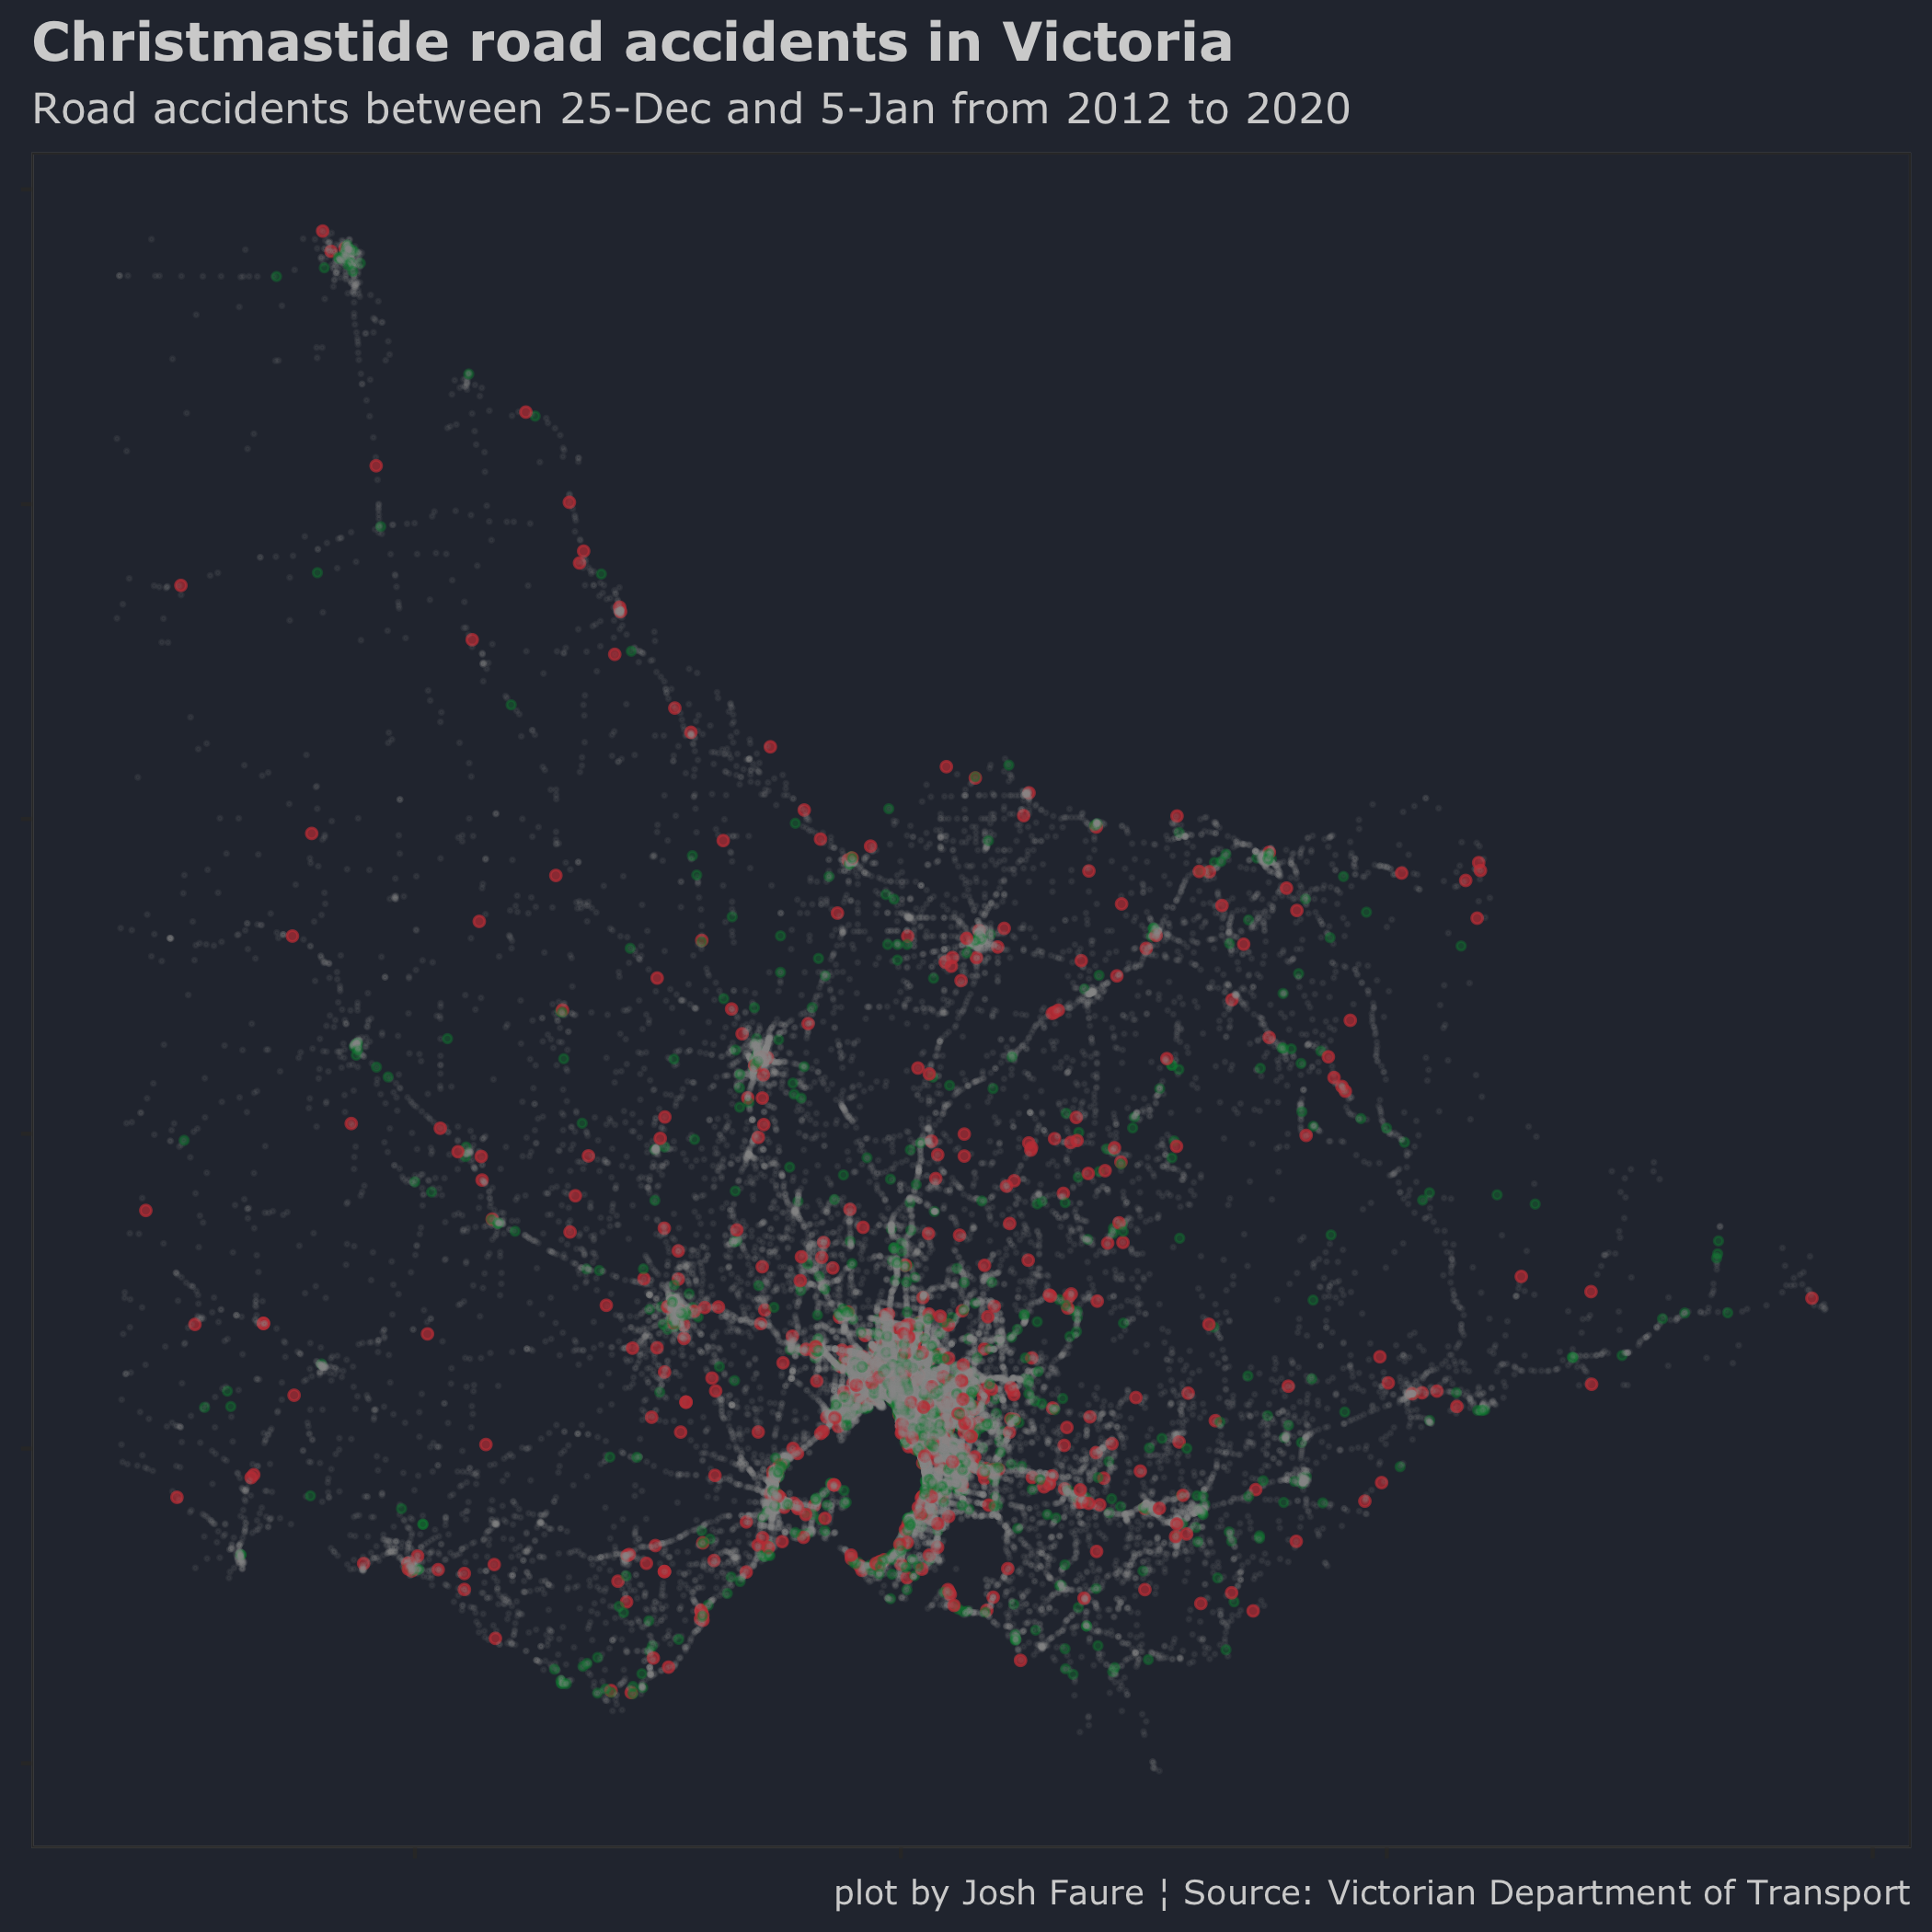 Christmastide road accidents in Victoria
Road accidents between 25-Dec and 5-Jan from 2012 to 2020
plot by Josh Faure ¦ Source: Victorian Department of Transport